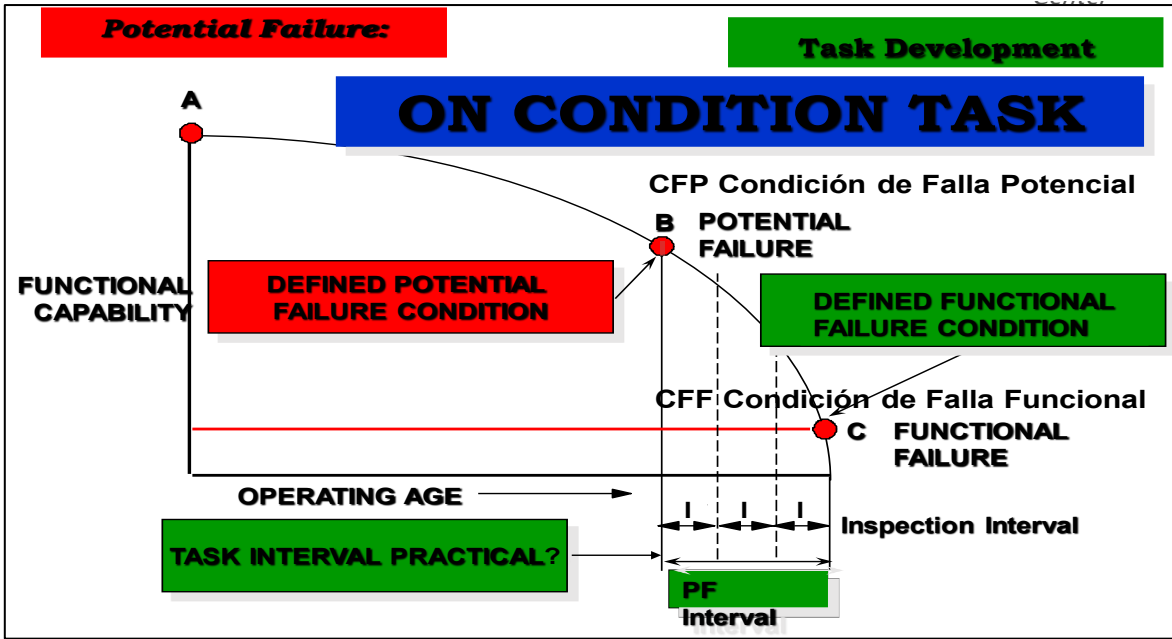 Center
Potential Failure:
Task Development
A
ON CONDITION TASK
CFP Condición de Falla Potencial
B POTENTIAL
FAILURE
FUNCTIONAL
CAPABILITY
DEFINED POTENTIAL
FAILURE CONDITION
DEFINED FUNCTIONAL
FAILURE CONDITION
CFF Condición de Falla Funcional
C FUNCTIONAL
FAILURE
OPERATING AGE
I I I Inspection Interval
TASK INTERVAL PRACTICAL?
PF
Interval